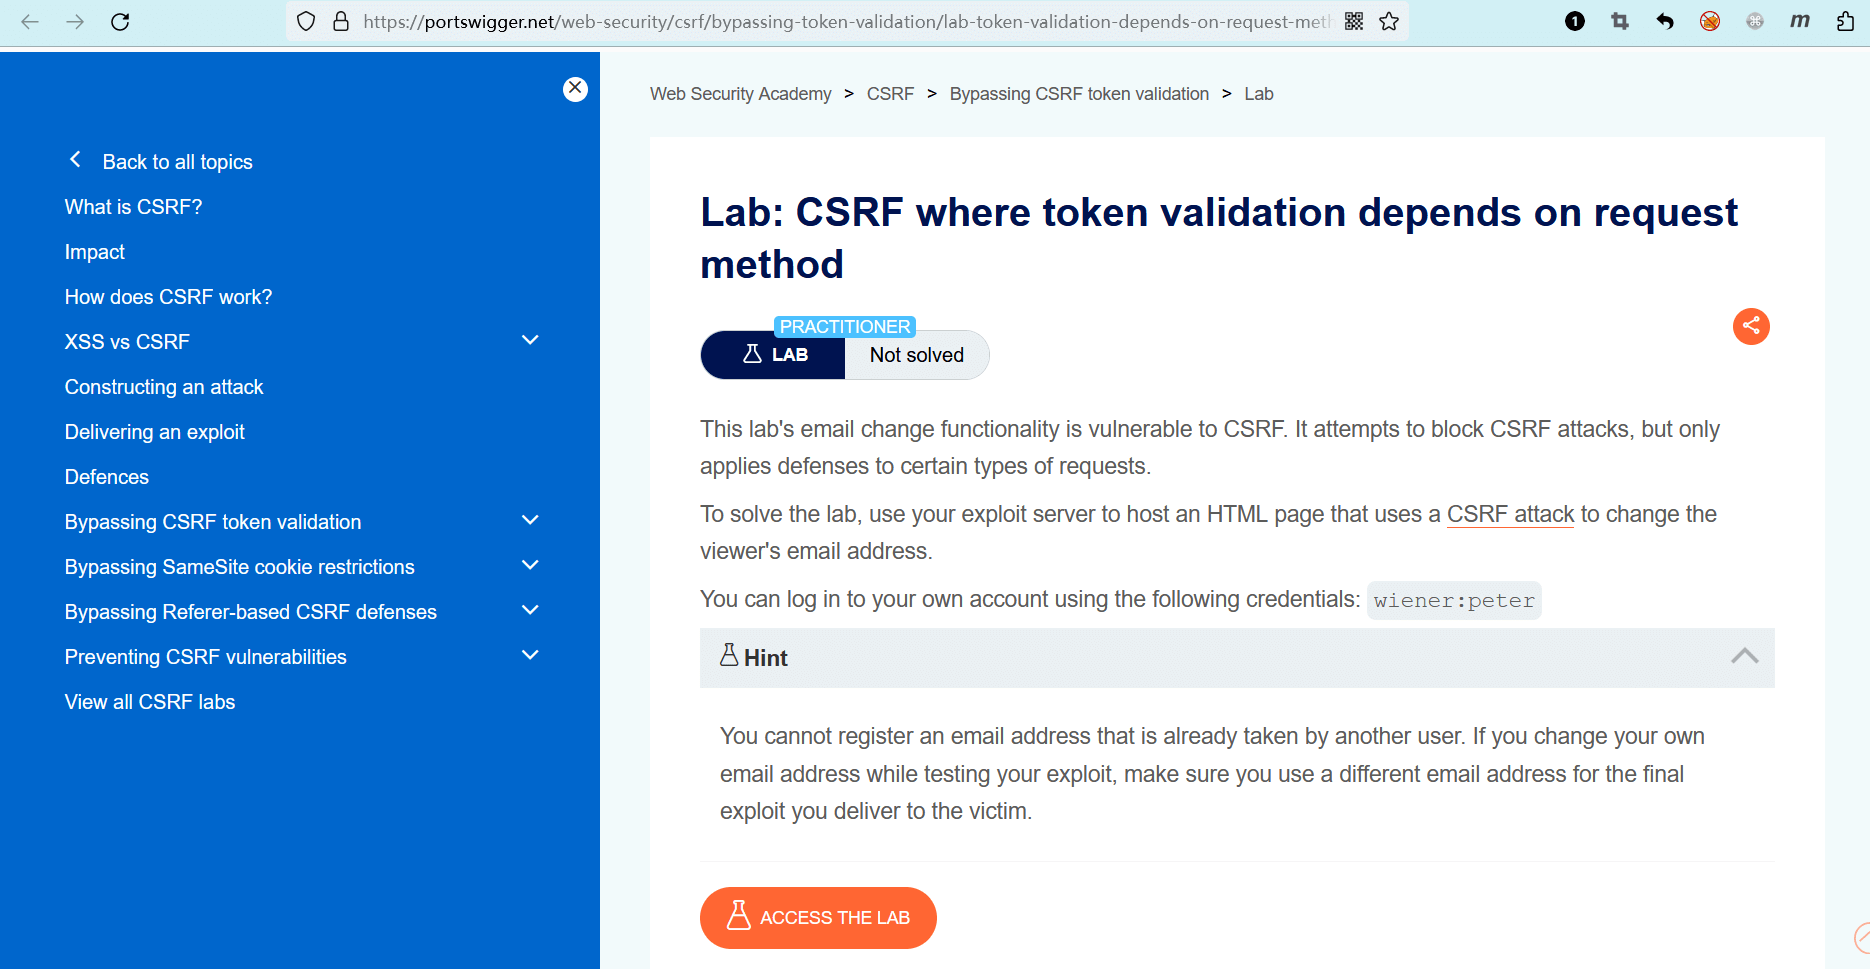 https://portswigger.net/web-security/csrf/bypassing-token-validation/lab-token-validation-depends-on-request-meth
1
m
Back to all topics
What is CSRF?
Impact
How does CSRF work?
XSS vs CSRF
Constructing an attack
Delivering an exploit
Defences
Bypassing CSRF token validation
Bypassing SameSite cookie restrictions
Bypassing Referer-based CSRF defenses
Preventing CSRF vulnerabilities
View all CSRF labs
Web Security Academy > CSRF > Bypassing CSRF token validation > Lab
Lab: CSRF where token validation depends on request
method
PRACTITIONER
LAB Not solved
This lab's email change functionality is vulnerable to CSRF. It attempts to block CSRF attacks, but only
applies defenses to certain types of requests.
To solve the lab, use your exploit server to host an HTML page that uses a CSRF attack to change the
viewer's email address.
You can log in to your own account using the following credentials: wiener:peter
Hint
You cannot register an email address that is already taken by another user. If you change your own
email address while testing your exploit, make sure you use a different email address for the final
exploit you deliver to the victim.
ACCESS THE LAB